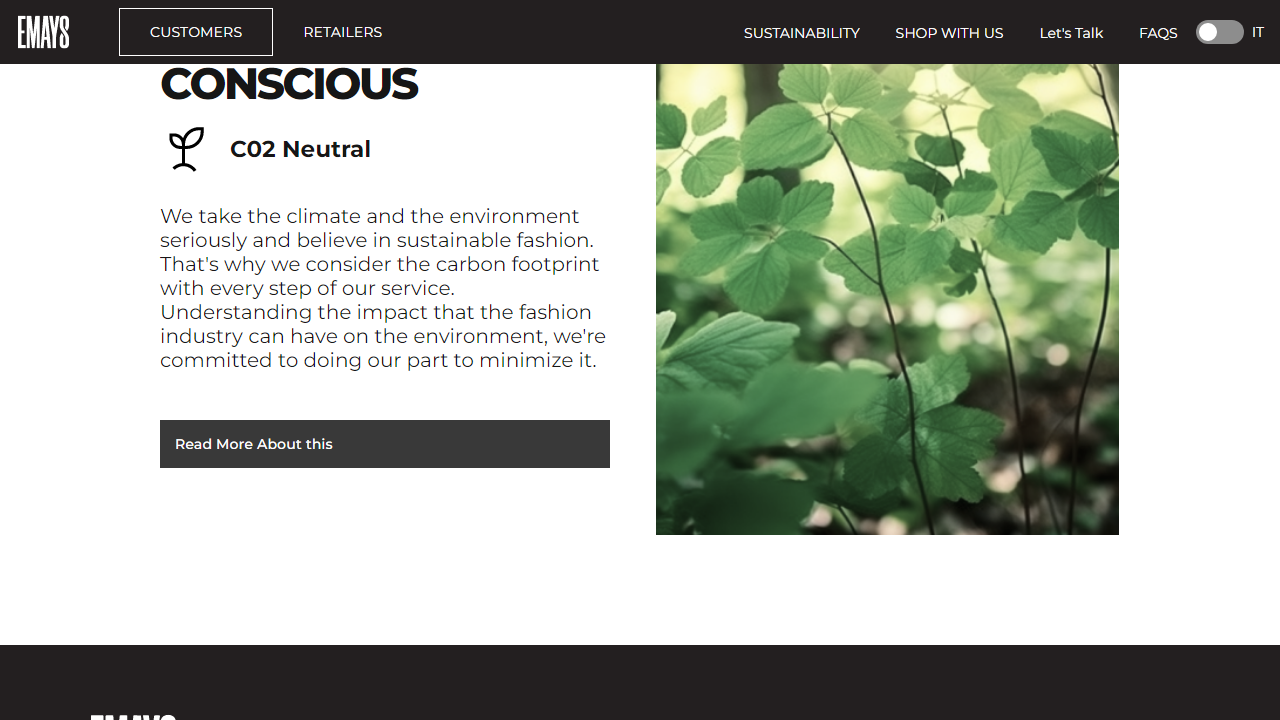 EMAYS
CUSTOMERS
RETAILERS
SUSTAINABILITY
SHOP WITH US
Let's Talk
FAQS
IT
CONSCIOUS
C02 Neutral
We take the climate and the environment
seriously and believe in sustainable fashion.
That's why we consider the carbon footprint
with every step of our service.
Understanding the impact that the fashion
industry can have on the environment, we're
committed to doing our part to minimize it.
Read More About this
EMAYS